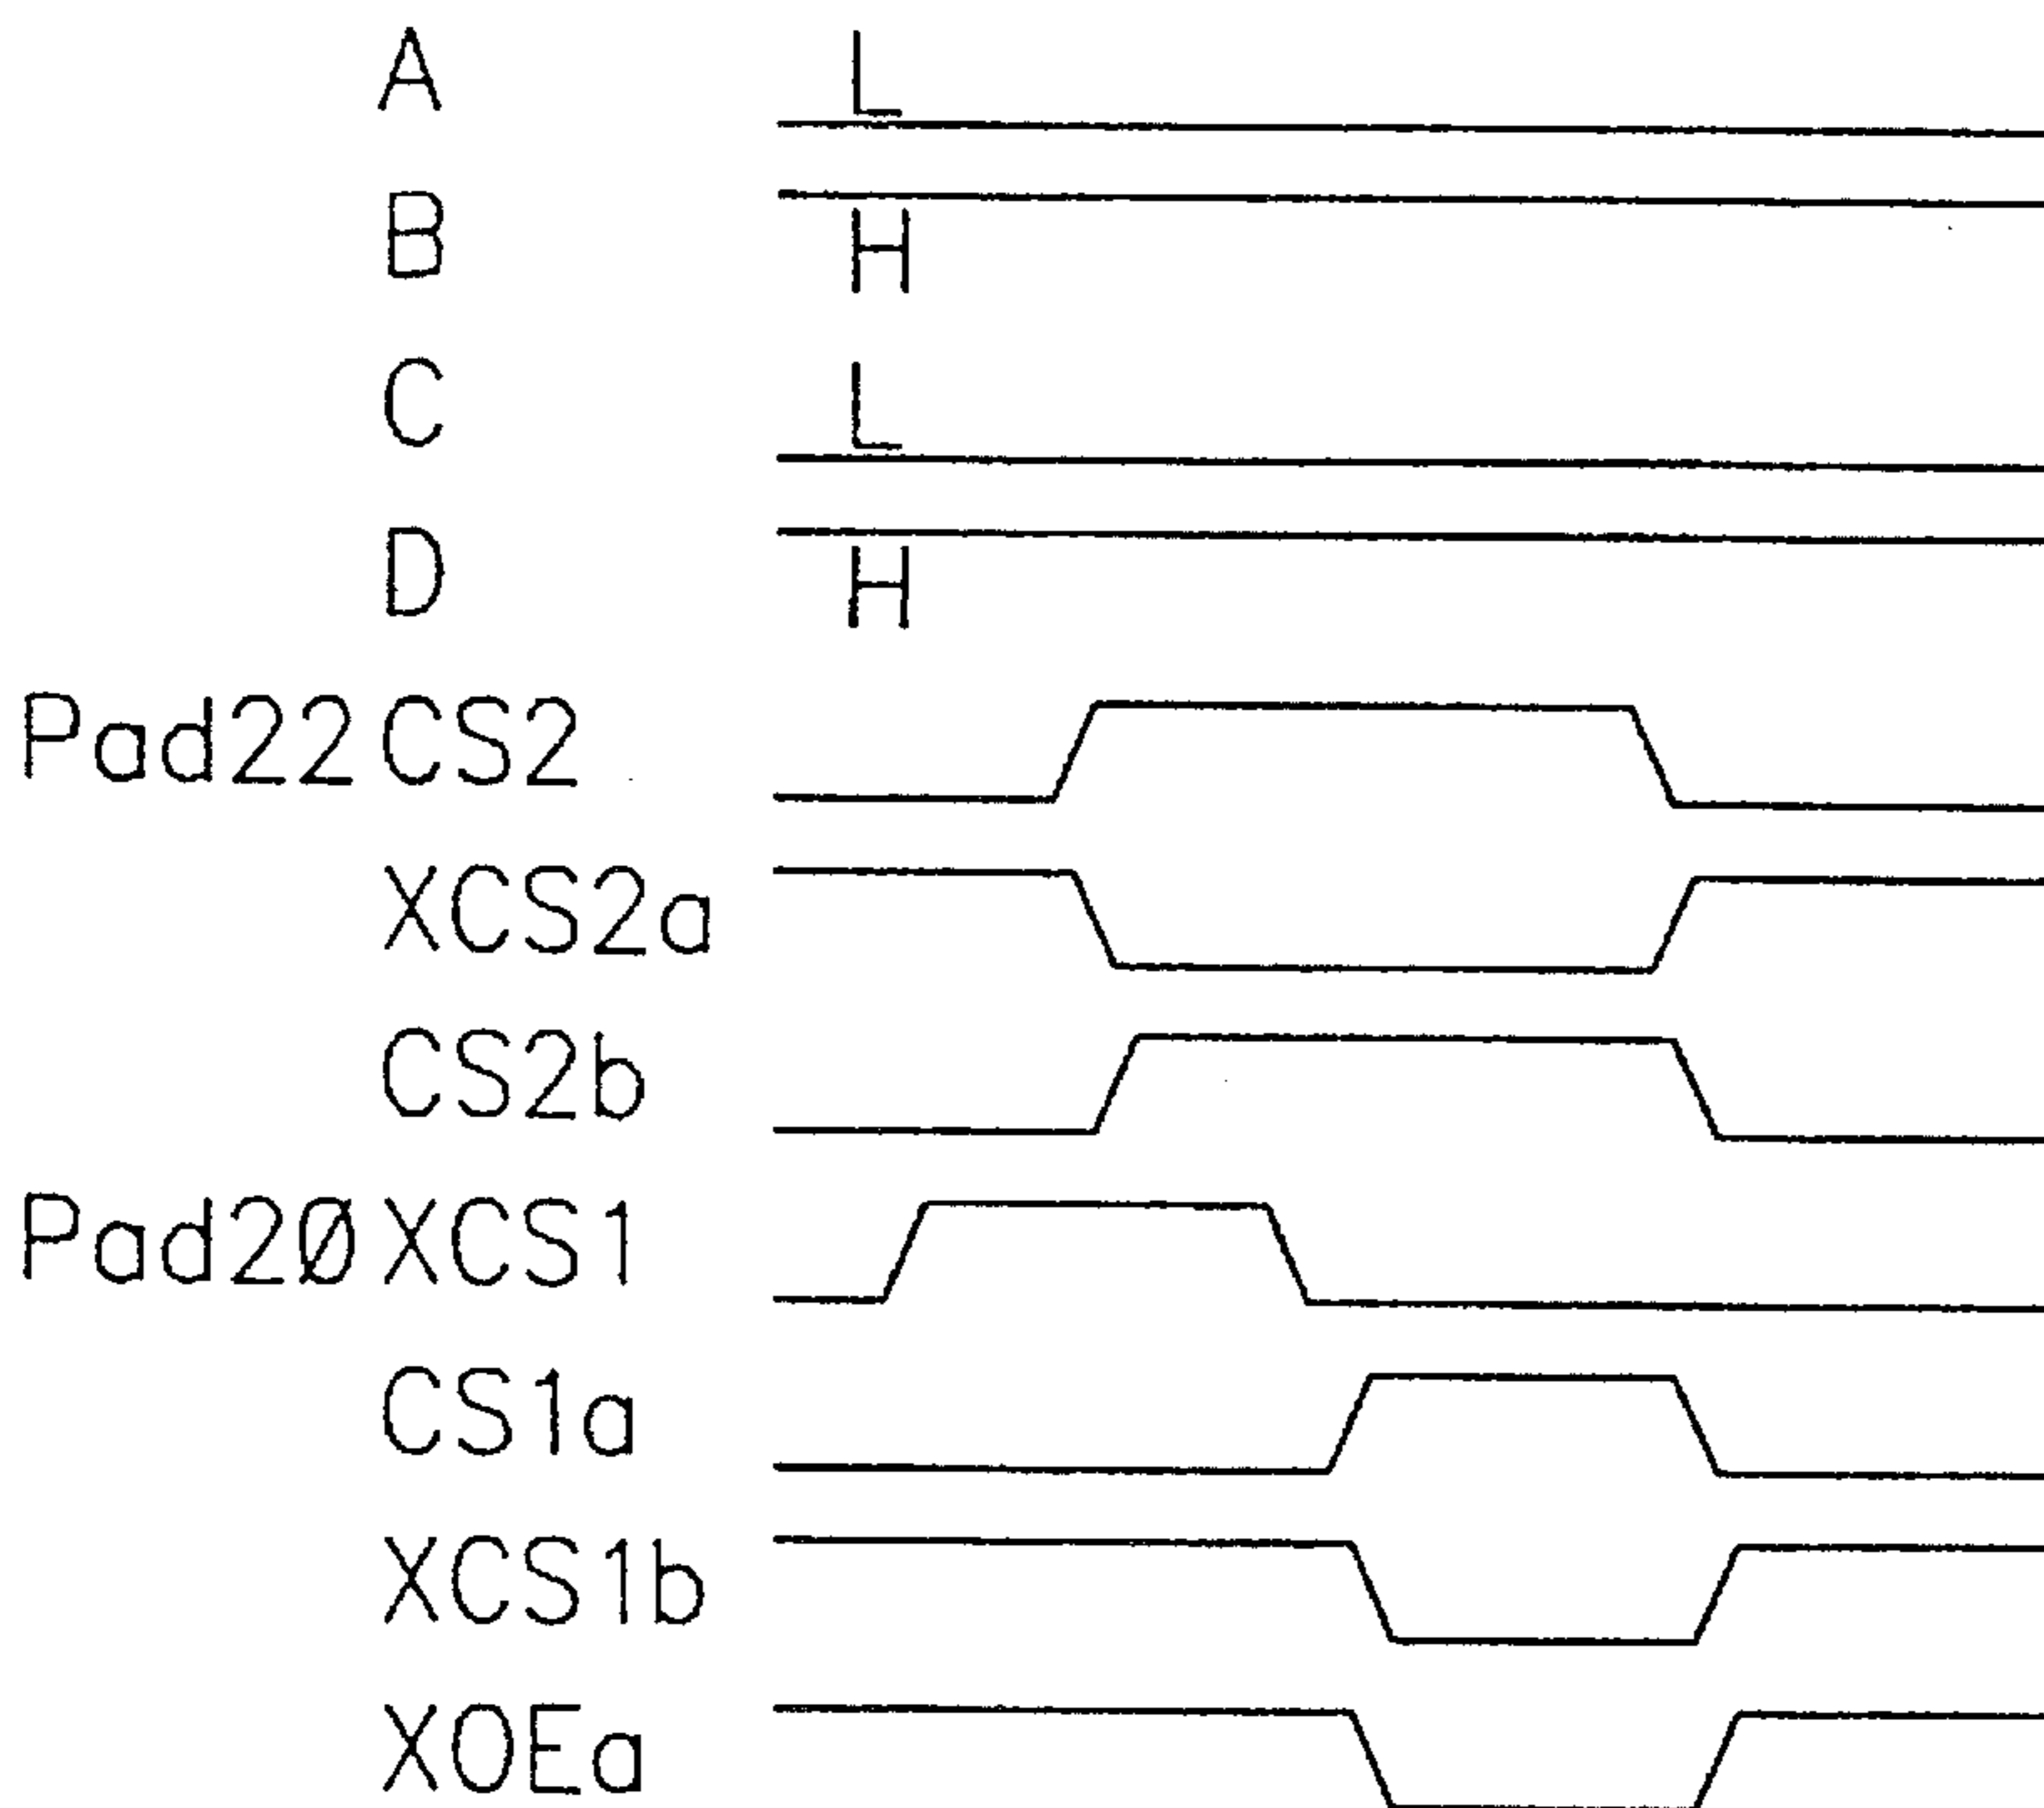 A L
B H
C L
D H
Pad22 CS2
XCS2a
CS2b
Pad20 XCS1
CS1a
XCS1b
XOEa